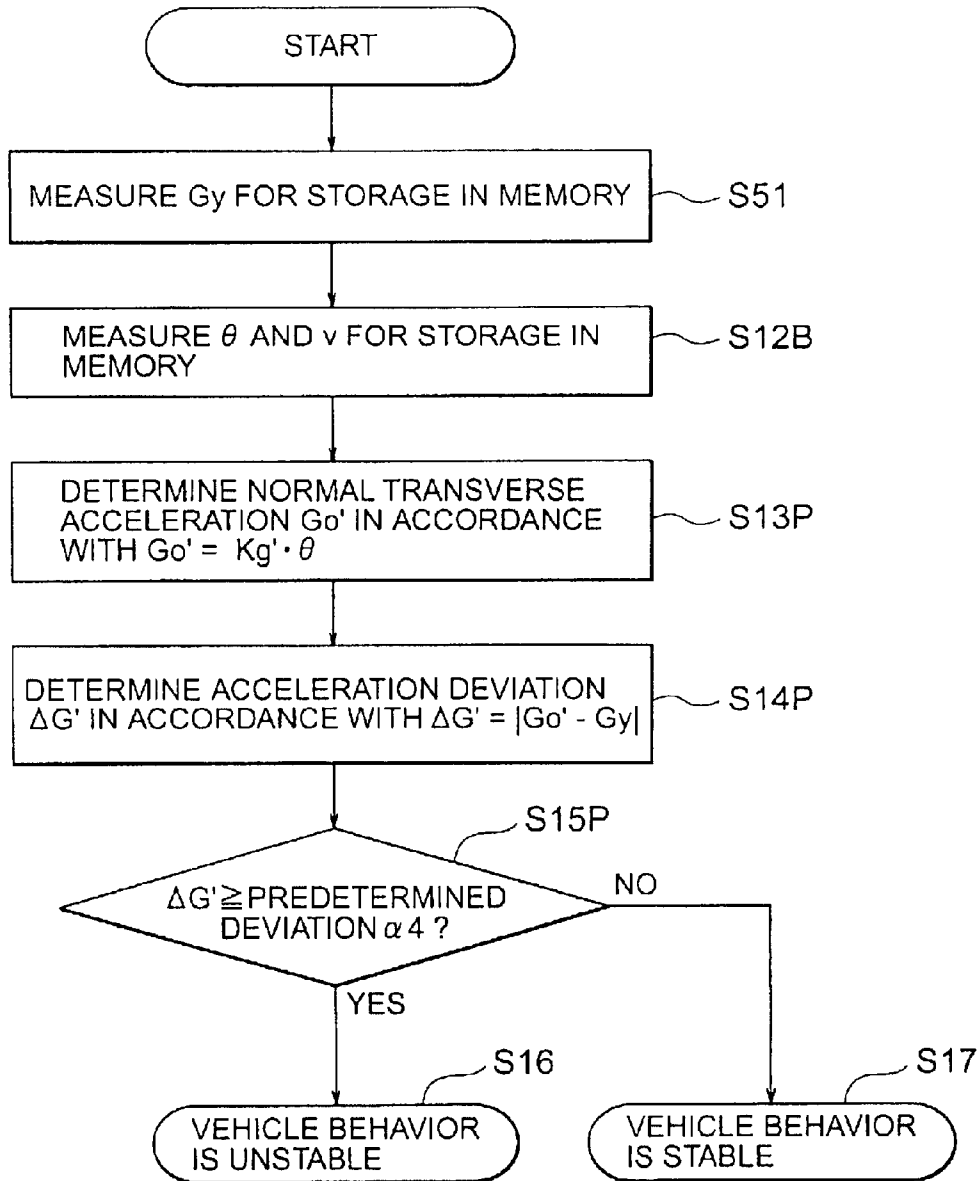 START
MEASURE Gy FOR STORAGE IN MEMORY
S51
MEASURE θ AND v FOR STORAGE IN
MEMORY
S12B
DETERMINE NORMAL TRANSVERSE
ACCELERATION Go' IN ACCORDANCE
WITH Go' = Kg'・θ
S13P
DETERMINE ACCELERATION DEVIATION
ΔG' IN ACCORDANCE WITH ΔG' = |Go' - Gy|
S14P
S15P
ΔG'≧PREDETERMINED
DEVIATION α4 ?
NO
YES
S16
VEHICLE BEHAVIOR
IS UNSTABLE
S17
VEHICLE BEHAVIOR
IS STABLE